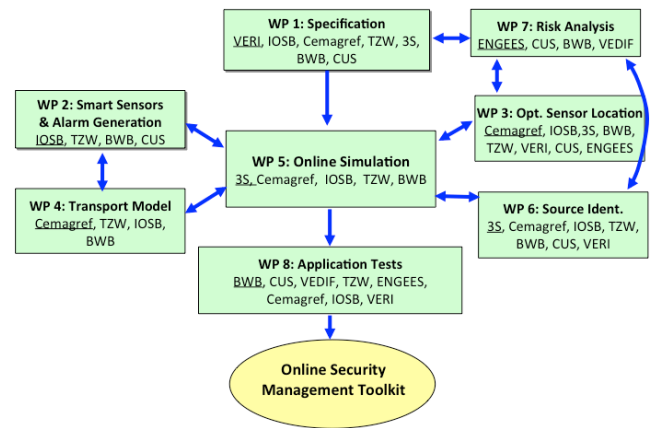 WP 1: Specification
VERI, IOSB, Cemagref, TZW, 3S,
BWB, CUS
WP 7: Risk Analysis
ENGEES, CUS, BWB, VEDIF
WP 2: Smart Sensors
& Alarm Generation
IOSB, TZW, BWB, CUS
WP 3: Opt. Sensor Location
Cemagref, IOSB,3S, BWB,
TZW, VERI, CUS, ENGEES
WP 5: Online Simulation
3S, Cemagref, IOSB, TZW, BWB
WP 4: Transport Model
Cemagref, TZW, IOSB,
BWB
WP 6: Source Ident.
3S, Cemagref, IOSB, TZW,
BWB, CUS, VERI
WP 8: Application Tests
BWB, CUS, VEDIF, TZW, ENGEES,
Cemagref, IOSB, VERI
Online Security
Management Toolkit